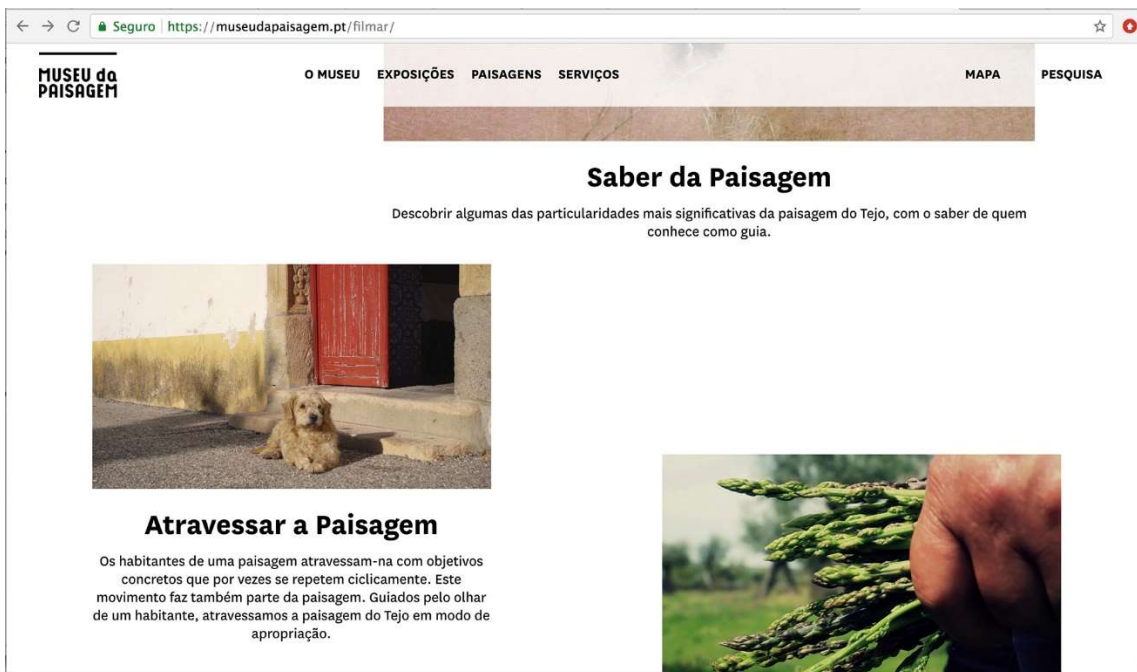 Seguro https://museudapaisagem.pt/filmar/
MUSEU da
PAISAGEM
O MUSEU EXPOSIÇÕES PAISAGENS SERVIÇOS MAPA PESQUISA
Saber da Paisagem
Descobrir algumas das particularidades mais significativas da paisagem do Tejo, com o saber de quem
conhece como guia.
Atravessar a Paisagem
Os habitantes de uma paisagem atravessam-na com objetivos
concretos que por vezes se repetem ciclicamente. Este
movimento faz também parte da paisagem. Guiados pelo olhar
de um habitante, atravessamos a paisagem do Tejo em modo de
apropriação.